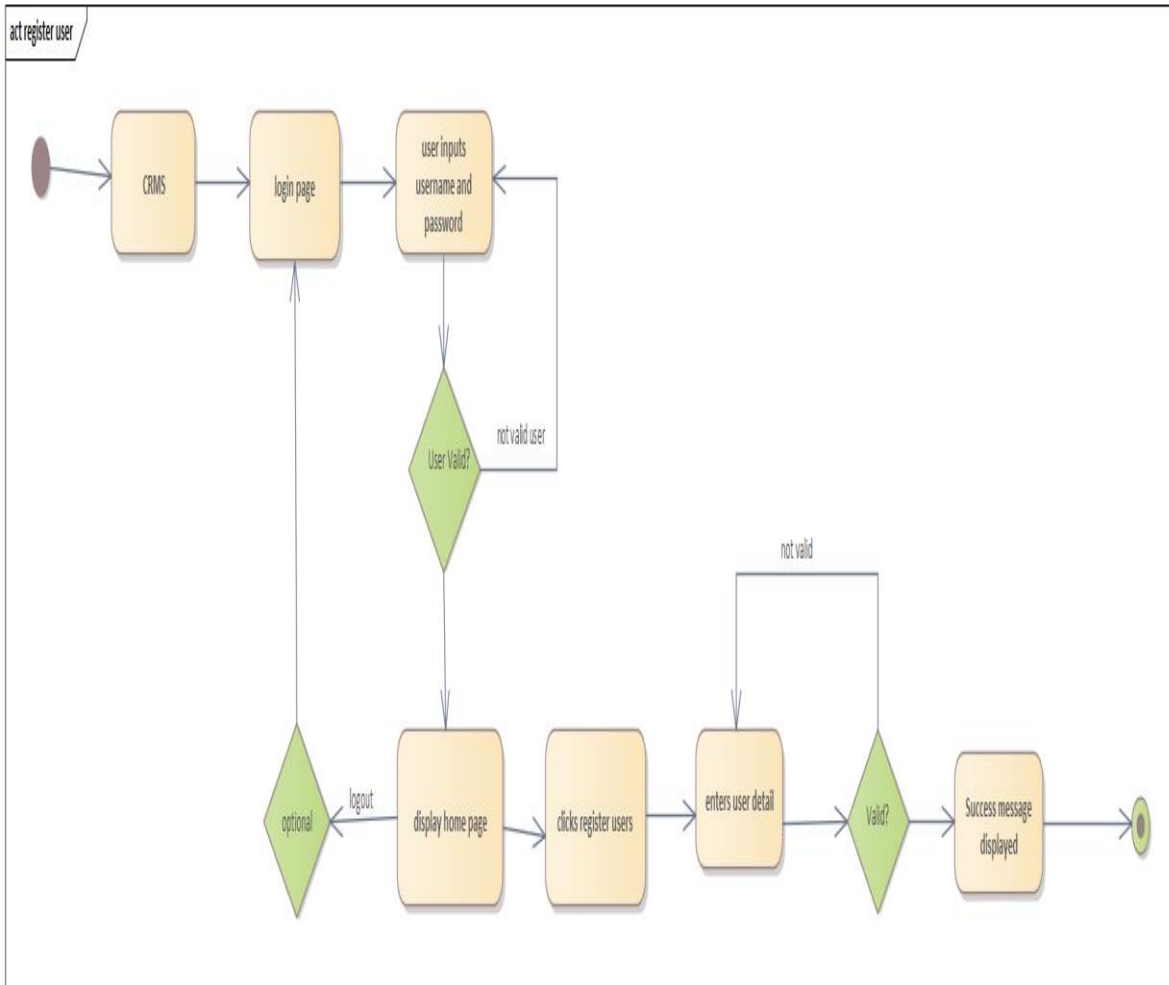 act register user
CRMS
login page
user inputs
username and
password
not valid user
User Valid?
not valid
logout
optional
display home page
clicks register users
enters user detail
Valid?
Success message
displayed